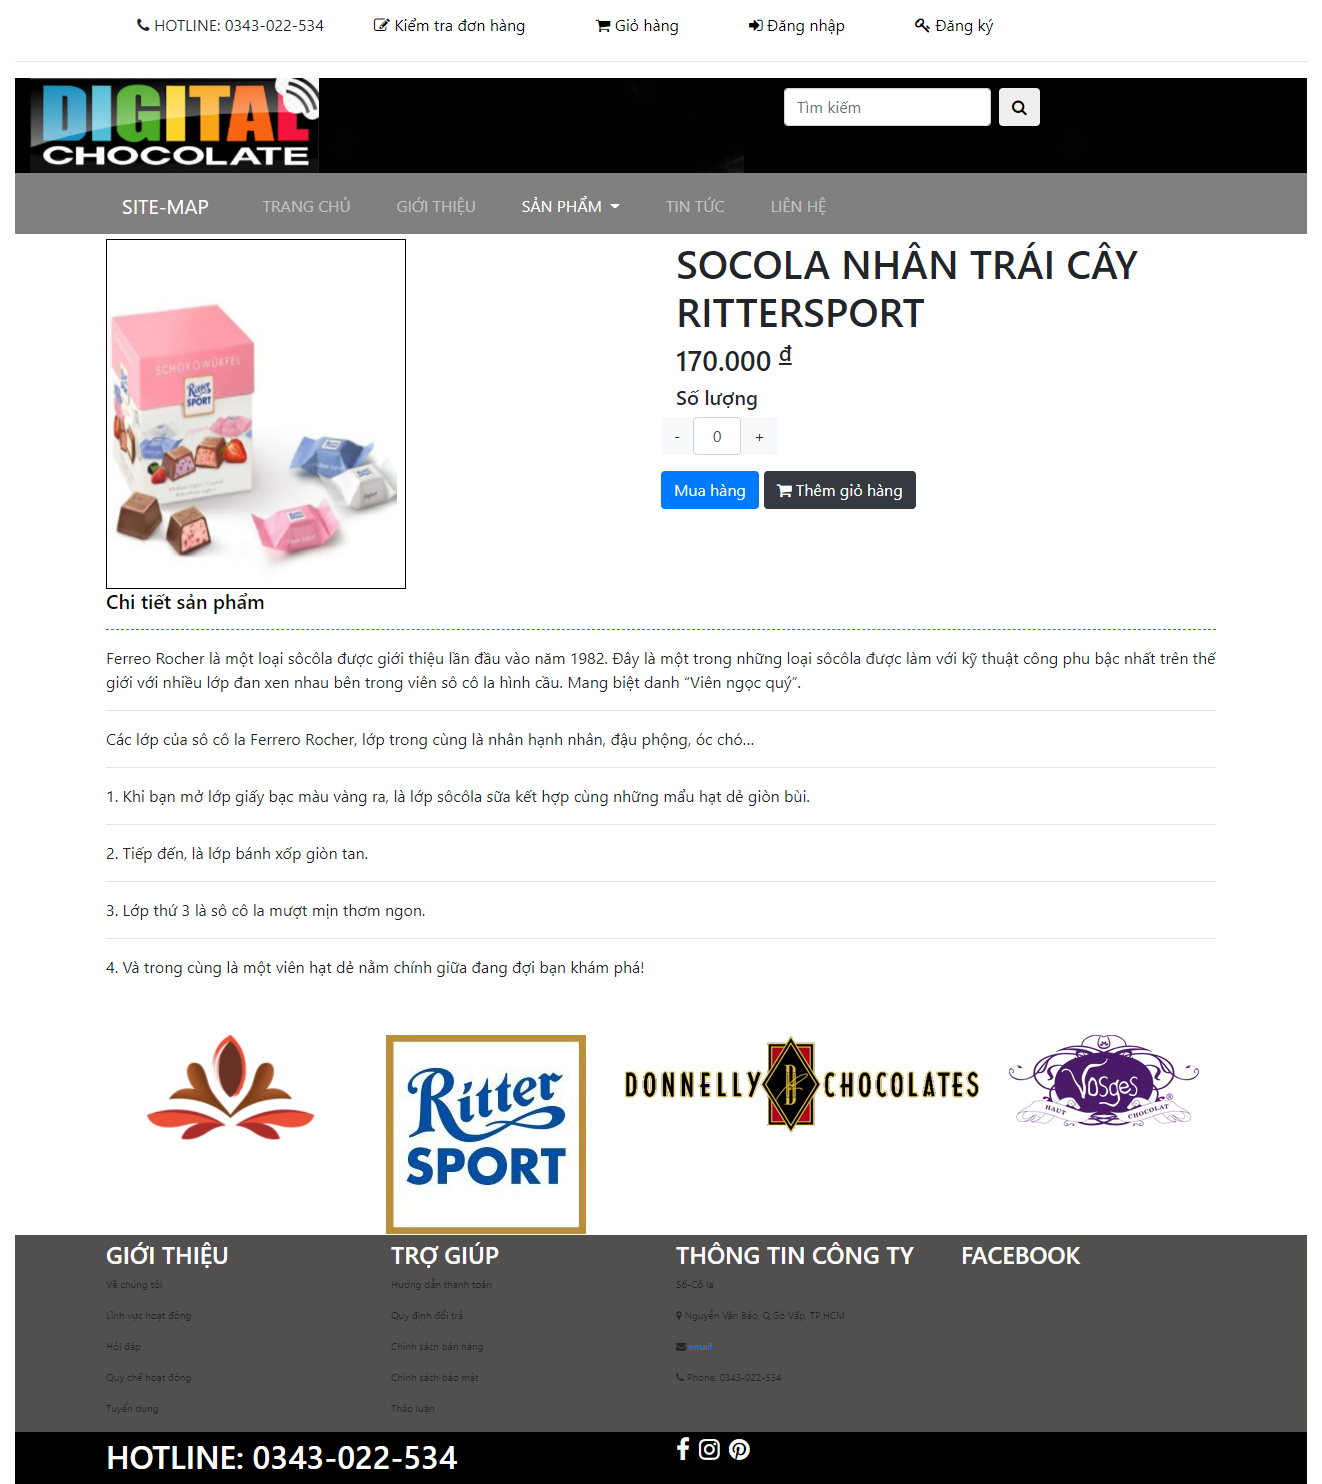 HOTLINE: 0343-022-534 Kiểm tra đơn hàng Giỏ hàng Đăng nhập Đăng ký
DIGITAL
CHOCOLATE
Tìm kiếm
SITE-MAP TRANG CHỦ GIỚI THIỆU SẢN PHẨM TIN TỨC LIÊN HỆ
SOCOLA NHÂN TRÁI CÂY
RITTERSPORT
170.000 đ
Số lượng
- 0 +
Mua hàng Thêm giỏ hàng
SCHOKOWÜRFEL
Ritter
SPORT
Chi tiết sản phẩm
Ferreo Rocher là một loại sôcôla được giới thiệu lần đầu vào năm 1982. Đây là một trong những loại sôcôla được làm với kỹ thuật công phu bậc nhất trên thế
giới với nhiều lớp đan xen nhau bên trong viên sô cô la hình cầu. Mang biệt danh “Viên ngọc quý”.
Các lớp của sô cô la Ferrero Rocher, lớp trong cùng là nhân hạnh nhân, đậu phộng, óc chó…
1. Khi bạn mở lớp giấy bạc màu vàng ra, là lớp sôcôla sữa kết hợp cùng những mẩu hạt dẻ giòn bùi.
2. Tiếp đến, là lớp bánh xốp giòn tan.
3. Lớp thứ 3 là sô cô la mượt mịn thơm ngon.
4. Và trong cùng là một viên hạt dẻ nằm chính giữa đang đợi bạn khám phá!
Ritter
SPORT
DONNELLY D CHOCOLATES
Vosges ®
HAUT CHOCOLAT
GIỚI THIỆU TRỢ GIÚP THÔNG TIN CÔNG TY FACEBOOK
Về chúng tôi Hướng dẫn thanh toán Sô-Cô la
Lĩnh vực hoạt động Quy định đổi trả Nguyễn Văn Bảo, Q.Gò Vấp, TP.HCM
Hỏi đáp Chính sách bán hàng email
Quy chế hoạt động Chính sách bảo mật Phone: 0343-022-534
Tuyển dụng Thảo luận
HOTLINE: 0343-022-534